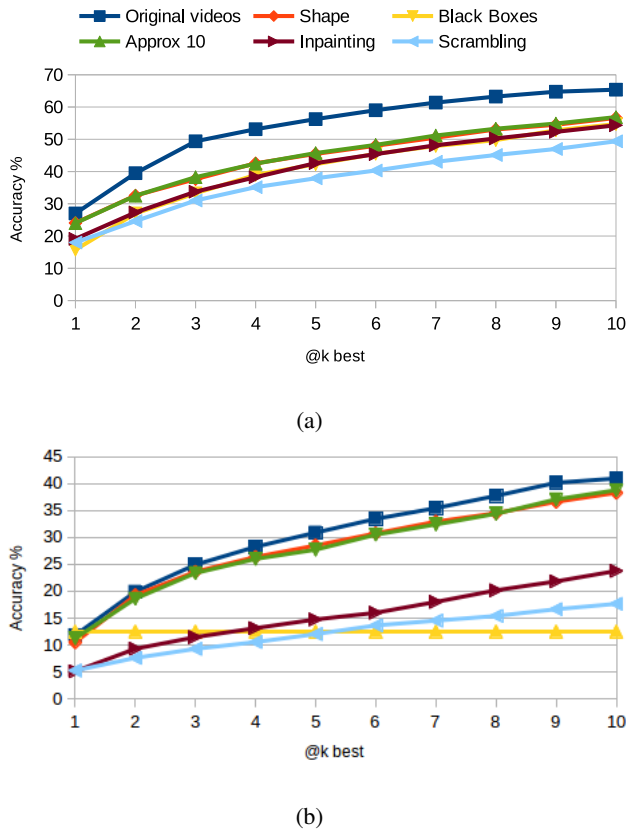 Original videos Shape Black Boxes
Approx 10 Inpainting Scrambling
70
60
50
40
30
20
10
0
Accuracy %
1 2 3 4 5 6 7 8 9 10
@k best
(a)
45
40
35
30
25
20
15
10
5
0
Accuracy %
1 2 3 4 5 6 7 8 9 10
@k best
(b)